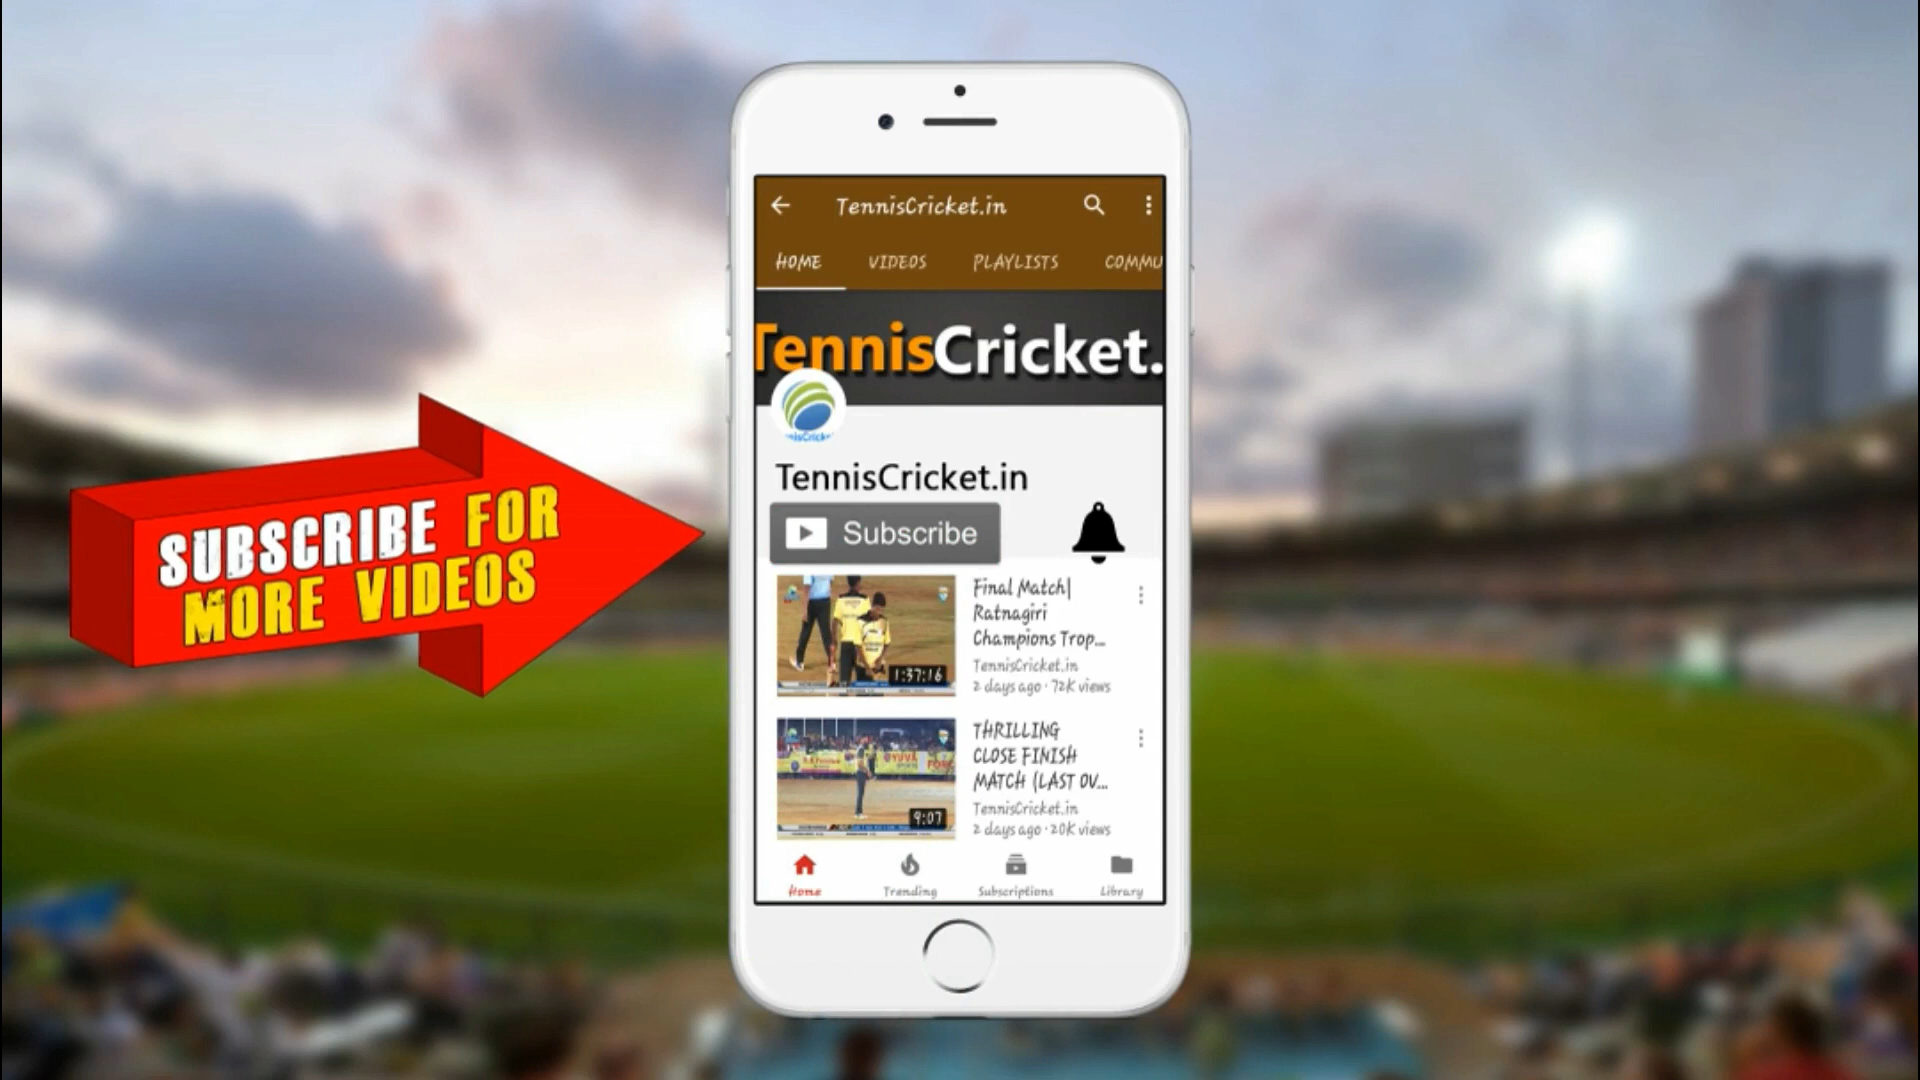 SUBSCRIBE FOR
MORE VIDEOS
TennisCricket.in
HOME VIDEOS PLAYLISTS COMMU
TennisCricket.
TennisCricket.in
Subscribe
Final Match|
Ratnagiri
Champions Trop...
TennisCricket.in
2 days ago · 72K views
1:37:16
THRILLING
CLOSE FINISH
MATCH (LAST OV...
TennisCricket.in
2 days ago · 20K views
9:07
YUVA
Home Trending Subscriptions Library